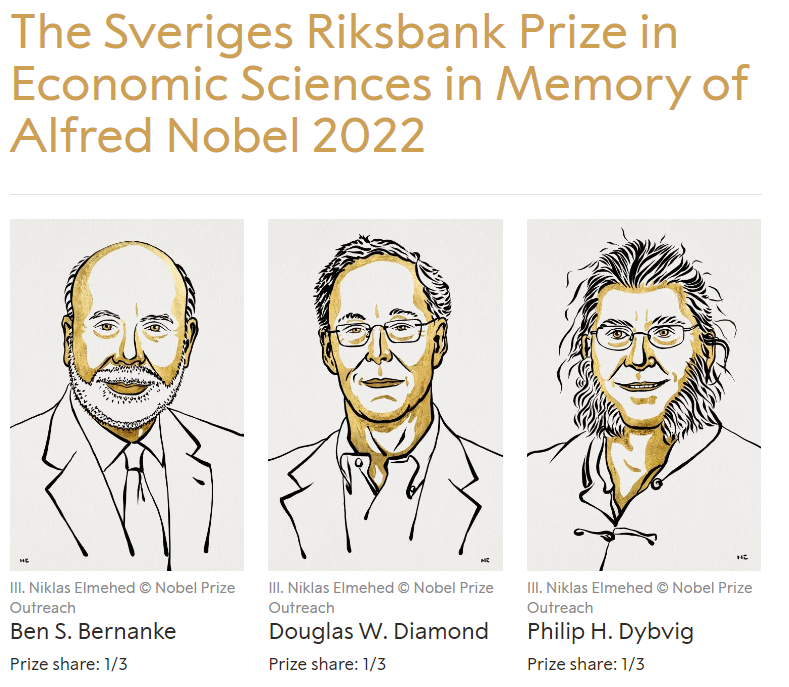 The Sveriges Riksbank Prize in
Economic Sciences in Memory of
Alfred Nobel 2022
Ill. Niklas Elmehed © Nobel Prize
Outreach
Ben S. Bernanke
Prize share: 1/3
Ill. Niklas Elmehed © Nobel Prize
Outreach
Douglas W. Diamond
Prize share: 1/3
Ill. Niklas Elmehed © Nobel Prize
Outreach
Philip H. Dybvig
Prize share: 1/3